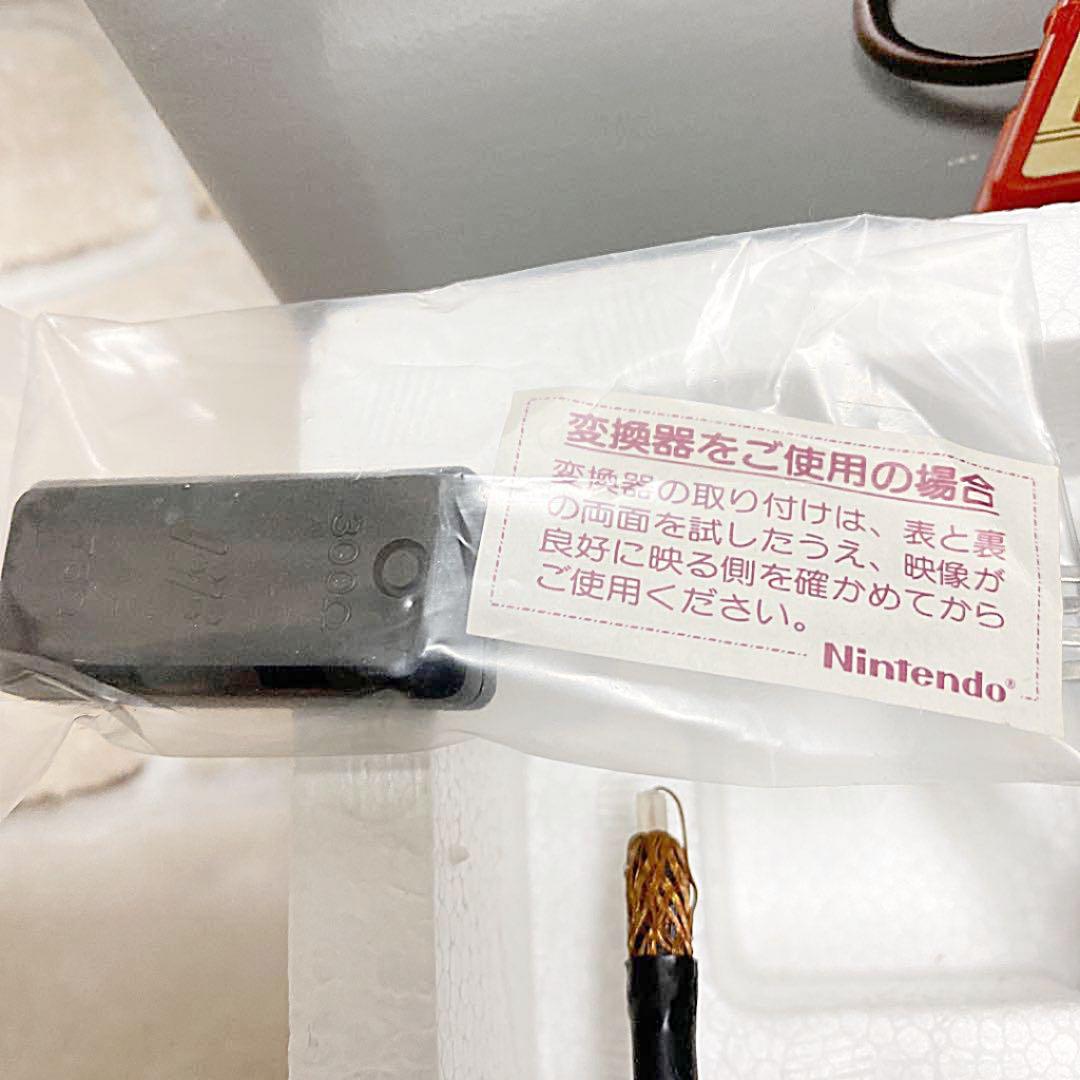 変換器をご使用の場合
変換器の取り付けは、表と裏
の両面を試したうえ、映像が
良好に映る側を確かめてから
ご使用ください。
Nintendo®
300Ω